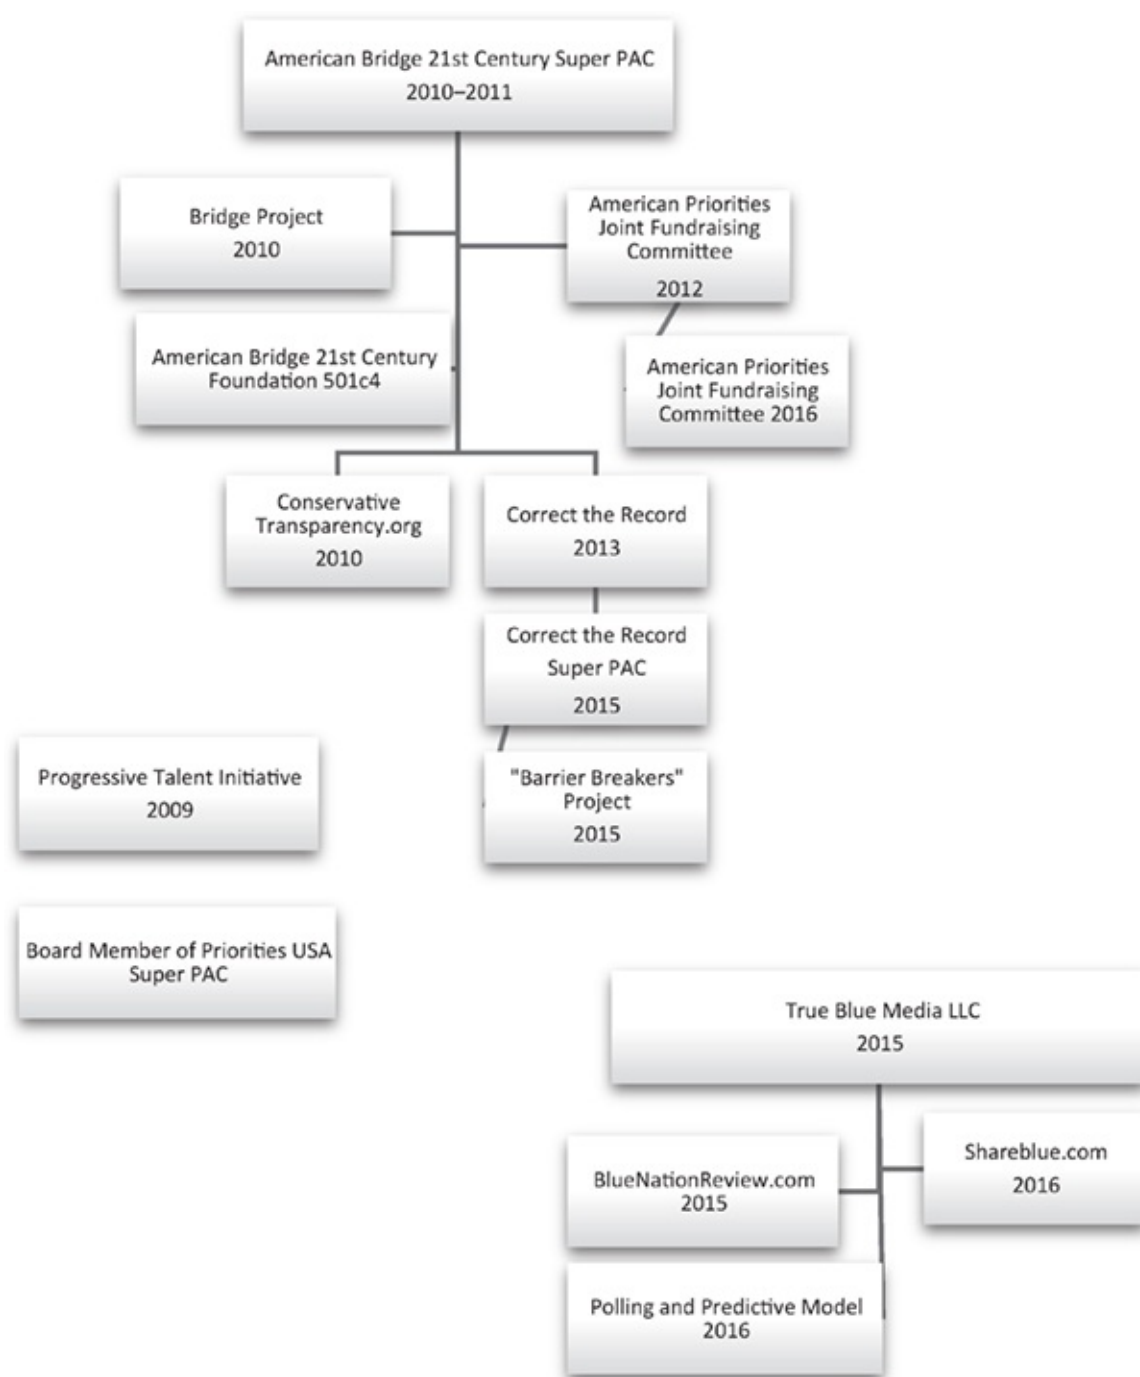 American Bridge 21st Century Super PAC
2010–2011
Bridge Project
2010
American Priorities
Joint Fundraising
Committee
2012
American Bridge 21st Century
Foundation 501c4
American Priorities
Joint Fundraising
Committee 2016
Conservative
Transparency.org
2010
Correct the Record
2013
Correct the Record
Super PAC
2015
Progressive Talent Initiative
2009
"Barrier Breakers"
Project
2015
Board Member of Priorities USA
Super PAC
True Blue Media LLC
2015
BlueNationReview.com
2015
Shareblue.com
2016
Polling and Predictive Model
2016